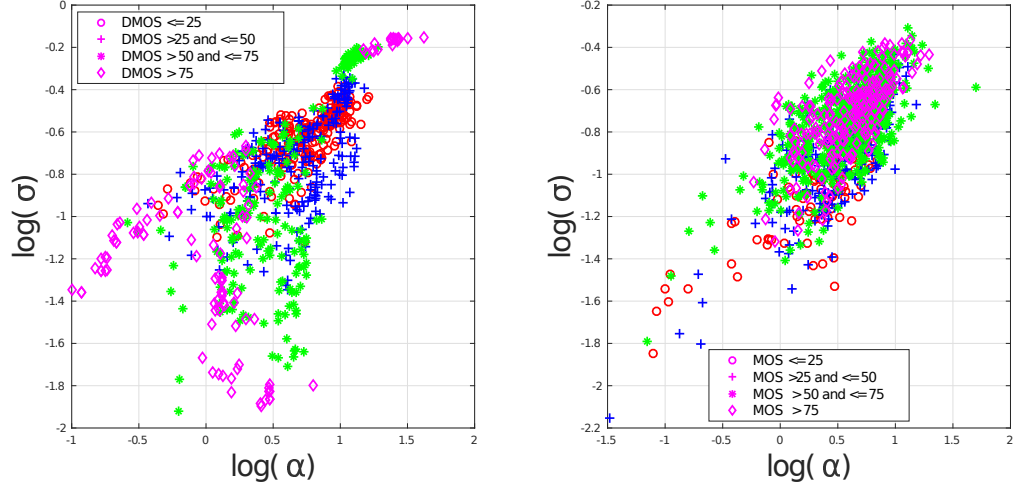 0
-0.2
-0.4
-0.6
-0.8
-1
-1.2
-1.4
-1.6
-1.8
-2
-1 -0.5 0 0.5 1 1.5 2
log( σ)
log( α)
DMOS <=25
DMOS >25 and <=50
DMOS >50 and <=75
DMOS >75
-0.2
-0.4
-0.6
-0.8
-1
-1.2
-1.4
-1.6
-1.8
-2
-2.2
-1.5 -1 -0.5 0 0.5 1 1.5 2
log( σ)
log( α)
MOS <=25
MOS >25 and <=50
MOS >50 and <=75
MOS >75